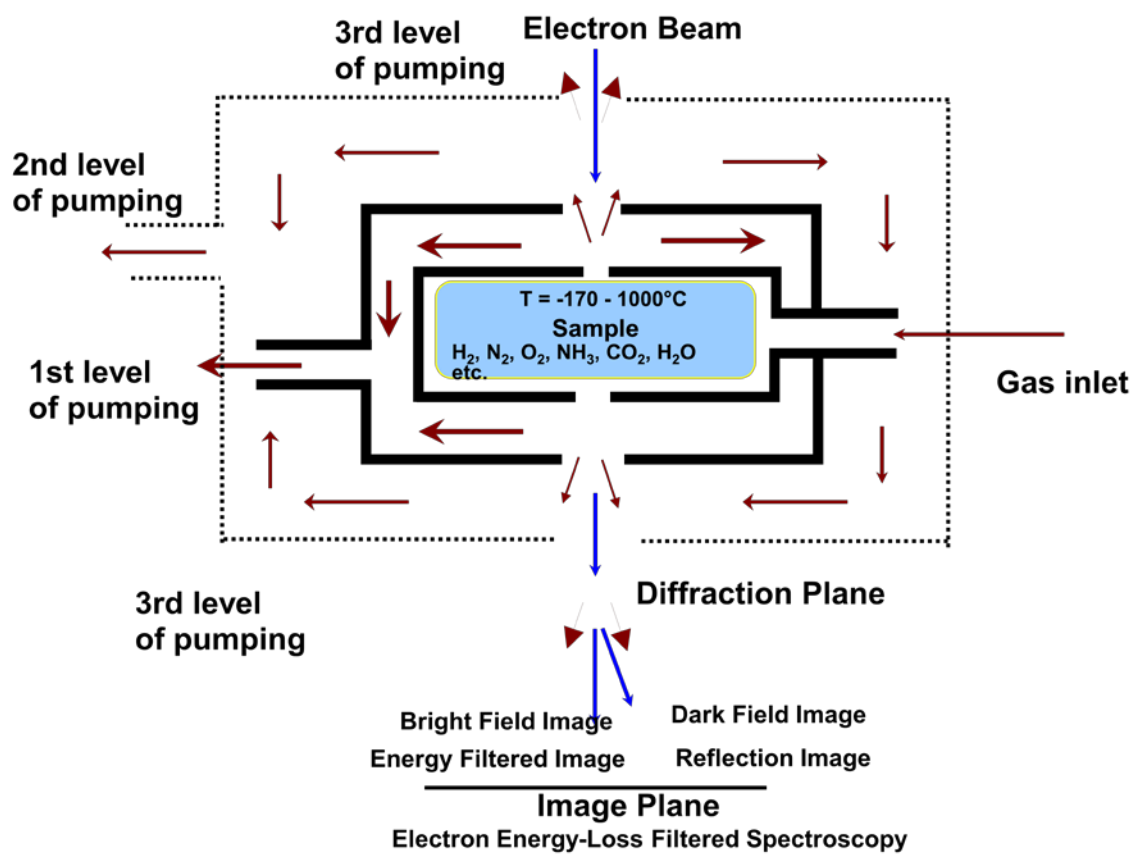 3rd level
of pumping
Electron Beam
2nd level
of pumping
T = -170 - 1000°C
Sample
H₂, N₂, O₂, NH₃, CO₂, H₂O
etc.
1st level
of pumping
Gas inlet
3rd level
of pumping
Diffraction Plane
Bright Field Image
Dark Field Image
Energy Filtered Image
Reflection Image
Image Plane
Electron Energy-Loss Filtered Spectroscopy